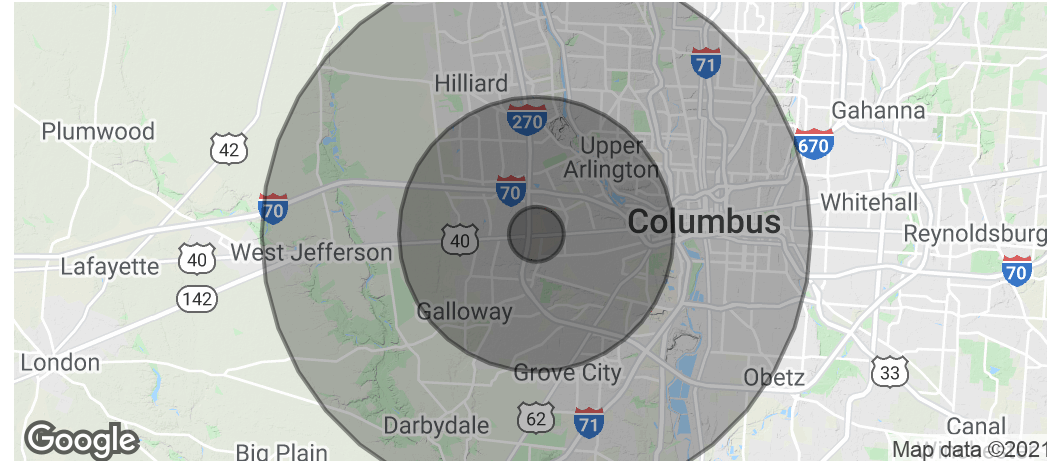 71
Hilliard
Gahanna
270
Plumwood
670
42
Upper
Arlington
70
Whitehall
70
Columbus
Reynoldsburg
40
West Jefferson
40
Lafayette
70
142
Galloway
London
Grove City
Obetz
33
62
71
Darbydale
Canal
Google
Big Plain
Map data ©2021